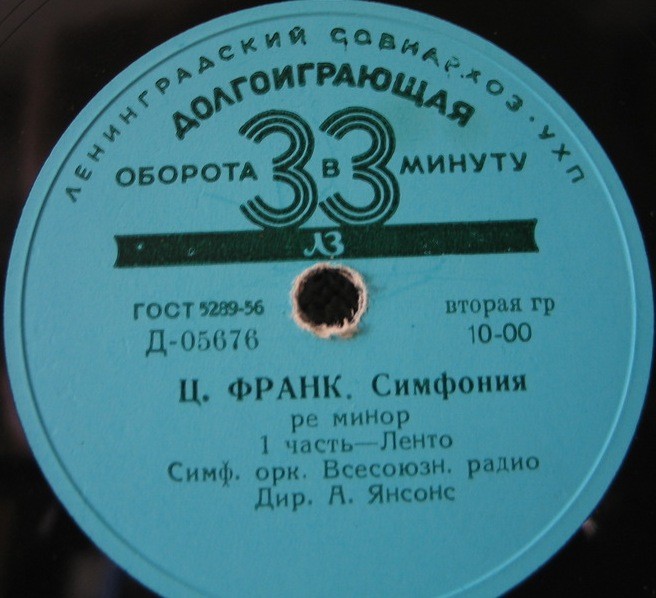 ЛЕНИНГРАДСКИЙ СОВНАРХОЗ·УХП
ДОЛГОИГРАЮЩАЯ
ОБОРОТА 33 В МИНУТУ
ЛЗ
ГОСТ 5289-56 вторая гр
Д-05676 10-00
Ц. ФРАНК. Симфония
ре минор
1 часть—Ленто
Симф. орк. Всесоюзн. радио
Дир. А. Янсонс